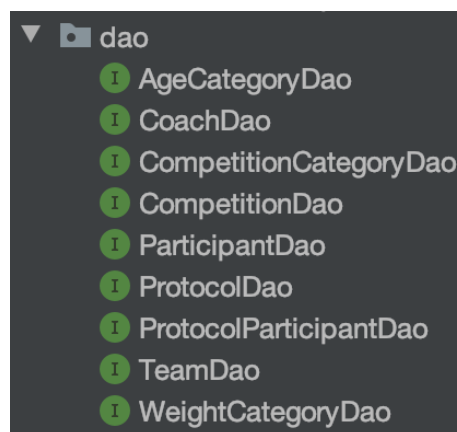 dao
I AgeCategoryDao
I CoachDao
I CompetitionCategoryDao
I CompetitionDao
I ParticipantDao
I ProtocolDao
I ProtocolParticipantDao
I TeamDao
I WeightCategoryDao